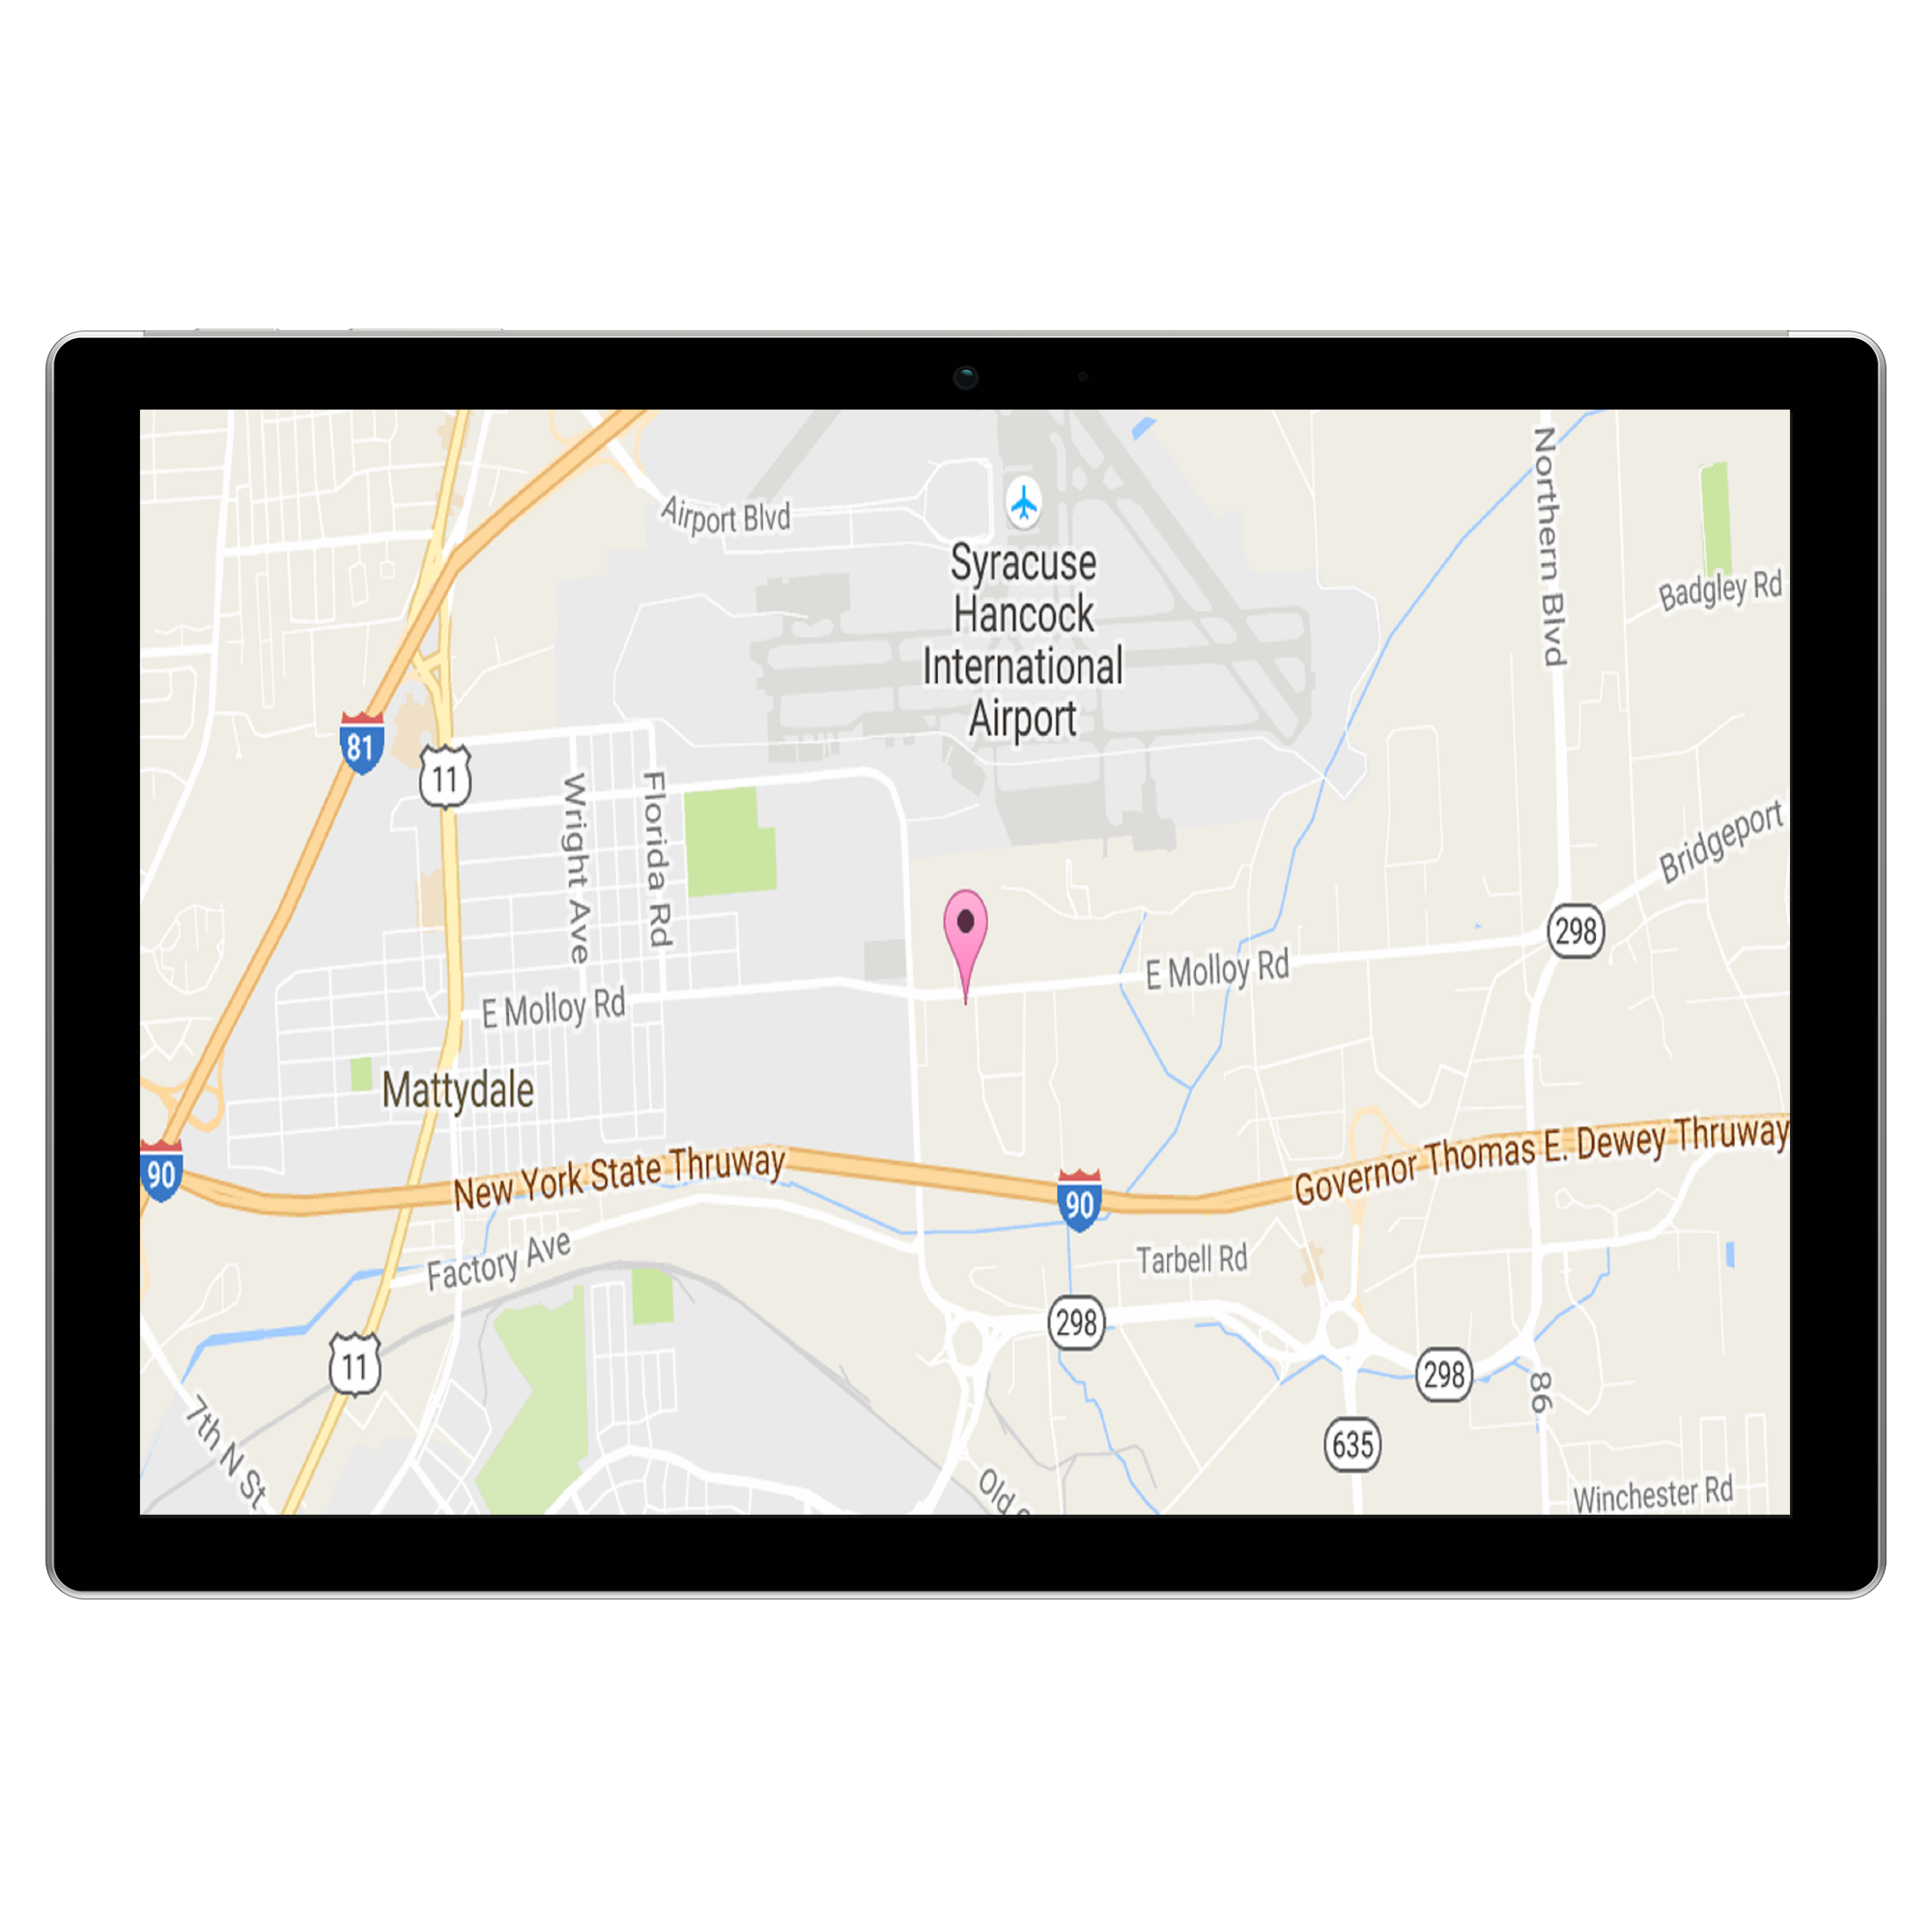 Airport Blvd
Syracuse
Hancock
International
Airport
Northern Blvd
Badgley Rd
81
11
Wright Ave
Florida Rd
Bridgeport
298
E Molloy Rd
E Molloy Rd
Mattydale
90
New York State Thruway
90
Governor Thomas E. Dewey Thruway
Factory Ave
Tarbell Rd
298
11
298
86
7th N St
635
Old
Winchester Rd